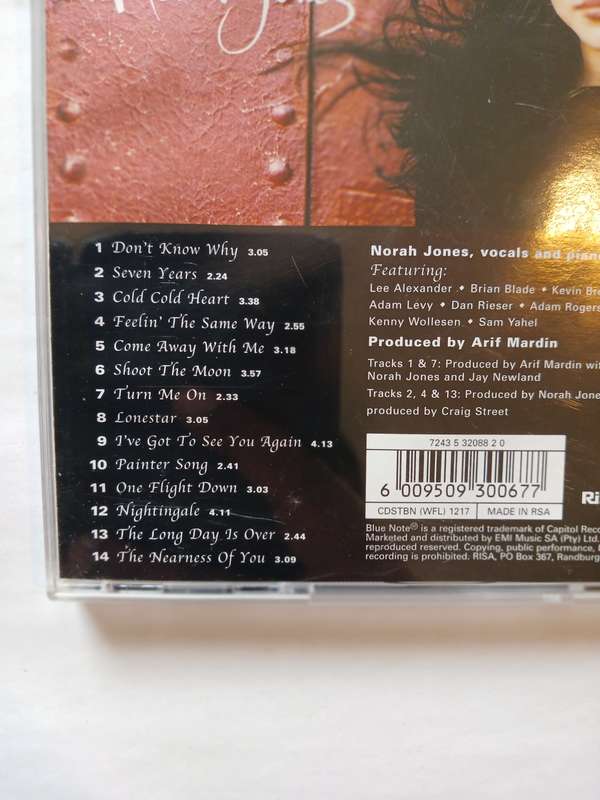 1 Don't Know Why 3.05
2 Seven Years 2.24
3 Cold Cold Heart 3.38
4 Feelin' The Same Way 2.55
5 Come Away With Me 3.18
6 Shoot The Moon 3.57
7 Turn Me On 2.33
8 Lonestar 3.05
9 I've Got To See You Again 4.13
10 Painter Song 2.41
11 One Flight Down 3.03
12 Nightingale 4.11
13 The Long Day Is Over 2.44
14 The Nearness Of You 3.09
Norah Jones, vocals and
Featuring:
Lee Alexander • Brian Blade • Kevin
Adam Levy • Dan Rieser • Adam Rogers
Kenny Wollesen • Sam Yahel
Produced by Arif Mardin
Tracks 1 & 7: Produced by Arif Mardin
Norah Jones and Jay Newland
Tracks 2, 4 & 13: Produced by Norah
produced by Craig Street
7243 5 32088 2 0
6 009509 300677
CDSTBN (WFL) 1217 MADE IN RSA
Blue Note® is a registered trademark of Capitol
Marketed and distributed by EMI Music SA (Pty) Ltd.
reproduced reserved. Copying, public performance,
recording is prohibited. RISA, PO Box 367,